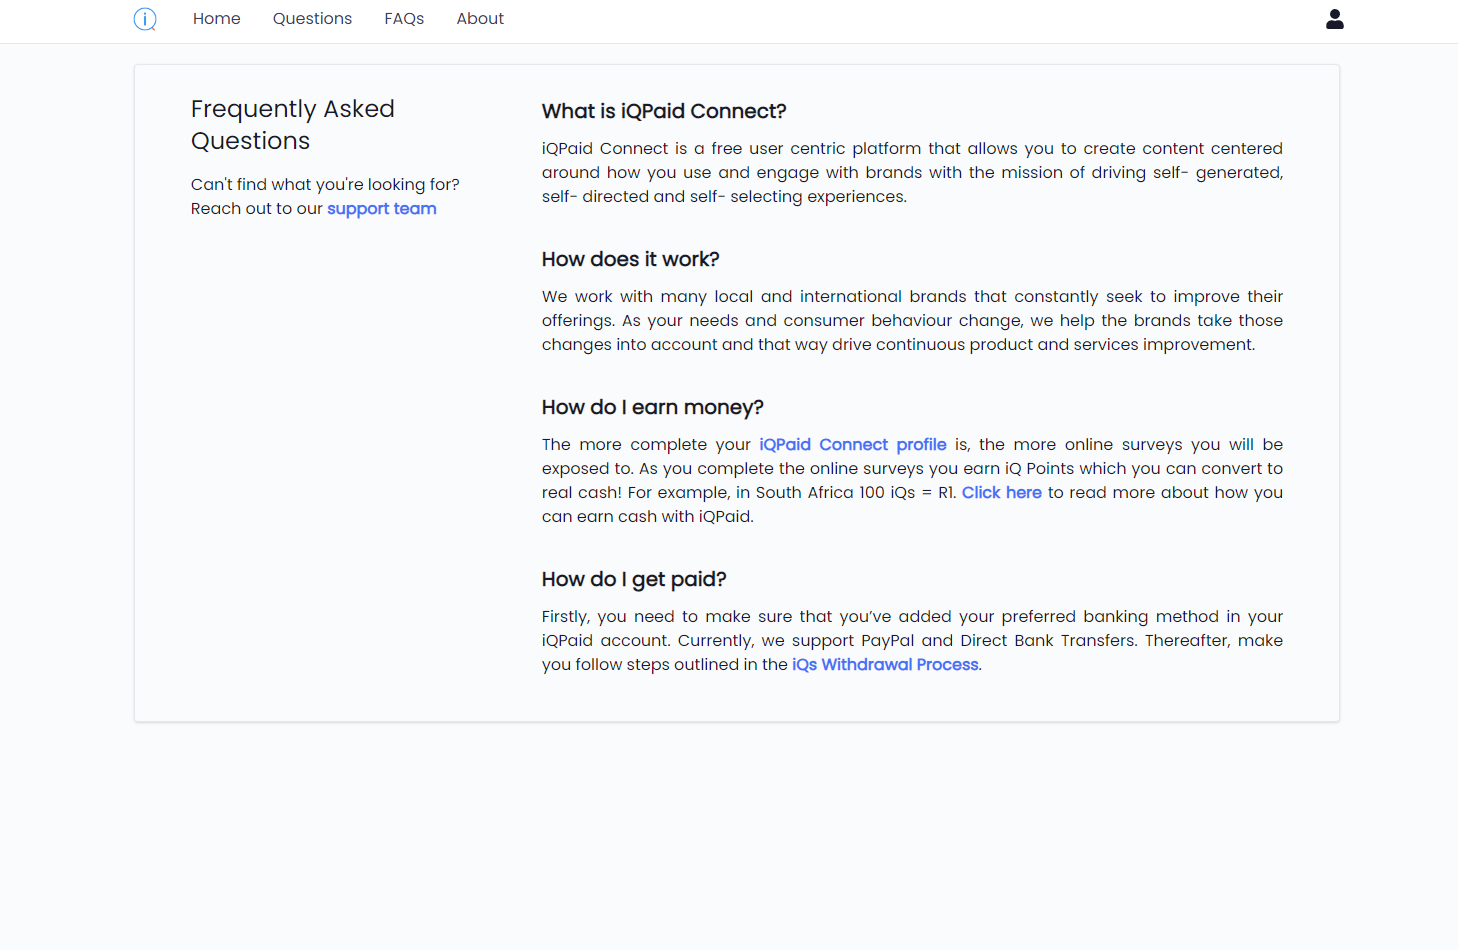 Home Questions FAQs About
Frequently Asked
Questions
Can't find what you're looking for?
Reach out to our support team
What is iQPaid Connect?
iQPaid Connect is a free user centric platform that allows you to create content centered
around how you use and engage with brands with the mission of driving self- generated,
self- directed and self- selecting experiences.
How does it work?
We work with many local and international brands that constantly seek to improve their
offerings. As your needs and consumer behaviour change, we help the brands take those
changes into account and that way drive continuous product and services improvement.
How do I earn money?
The more complete your iQPaid Connect profile is, the more online surveys you will be
exposed to. As you complete the online surveys you earn iQ Points which you can convert to
real cash! For example, in South Africa 100 iQs = R1. Click here to read more about how you
can earn cash with iQPaid.
How do I get paid?
Firstly, you need to make sure that you’ve added your preferred banking method in your
iQPaid account. Currently, we support PayPal and Direct Bank Transfers. Thereafter, make
you follow steps outlined in the iQs Withdrawal Process.